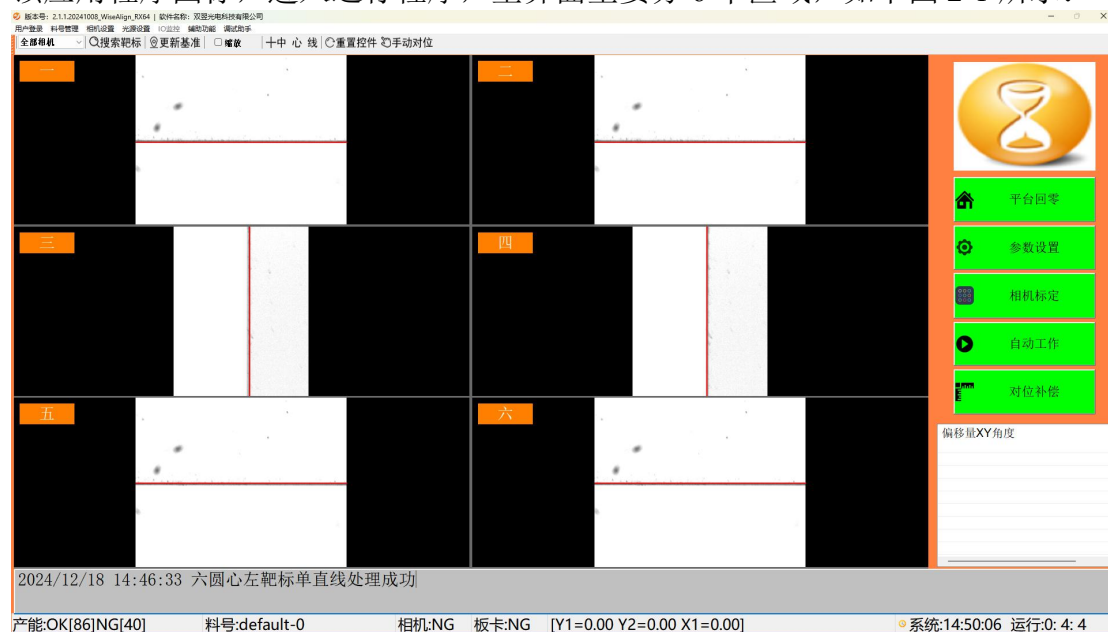 版本号: 2.1.1.20241008_WiseAlign_RX64 | 软件名称: 双翌光电科技有限公司
用户登录 料号管理 相机设置 光源设置 IO监控 辅助功能 调试助手
全部相机 搜索靶标 更新基准 缩放 十中 心 线 重置控件 手动对位
一
二
三
四
五
六
平台回零
参数设置
相机标定
自动工作
对位补偿
偏移量XY角度
2024/12/18 14:46:33 六圆心左靶标单直线处理成功
产能:OK[86]NG[40] 料号:default-0 相机:NG 板卡:NG [Y1=0.00 Y2=0.00 X1=0.00] 系统:14:50:06 运行:0: 4: 4